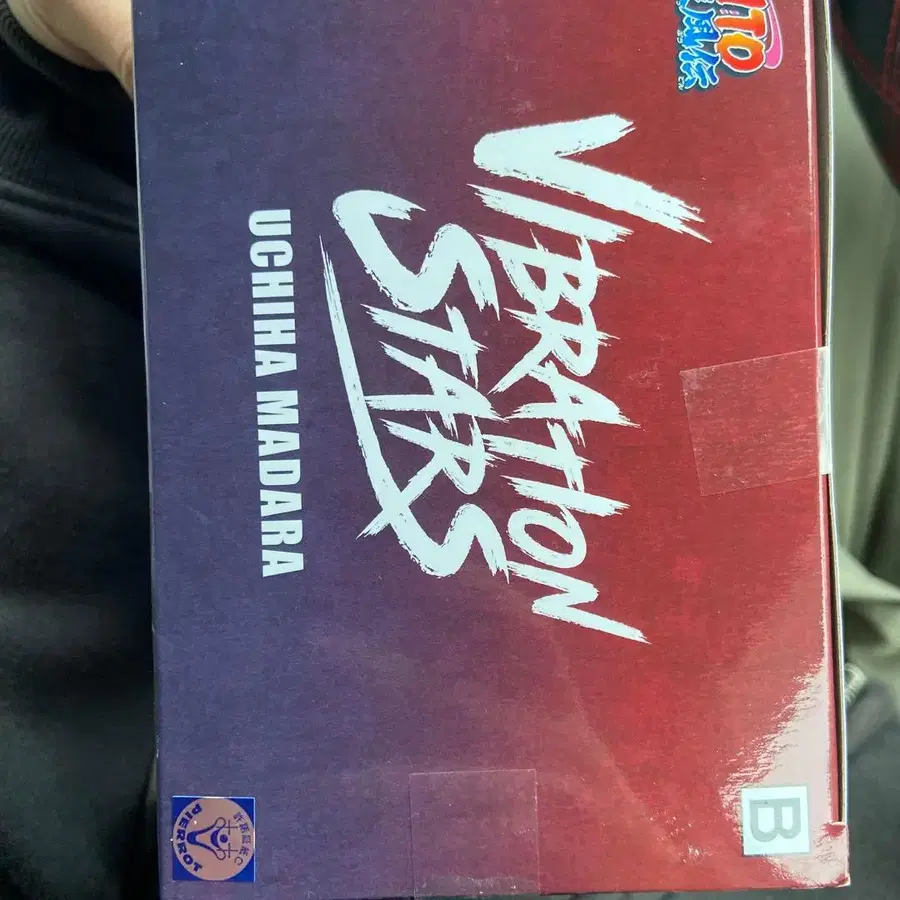 VIBRATION
STARS
UCHIHA MADARA
B
PIERROT